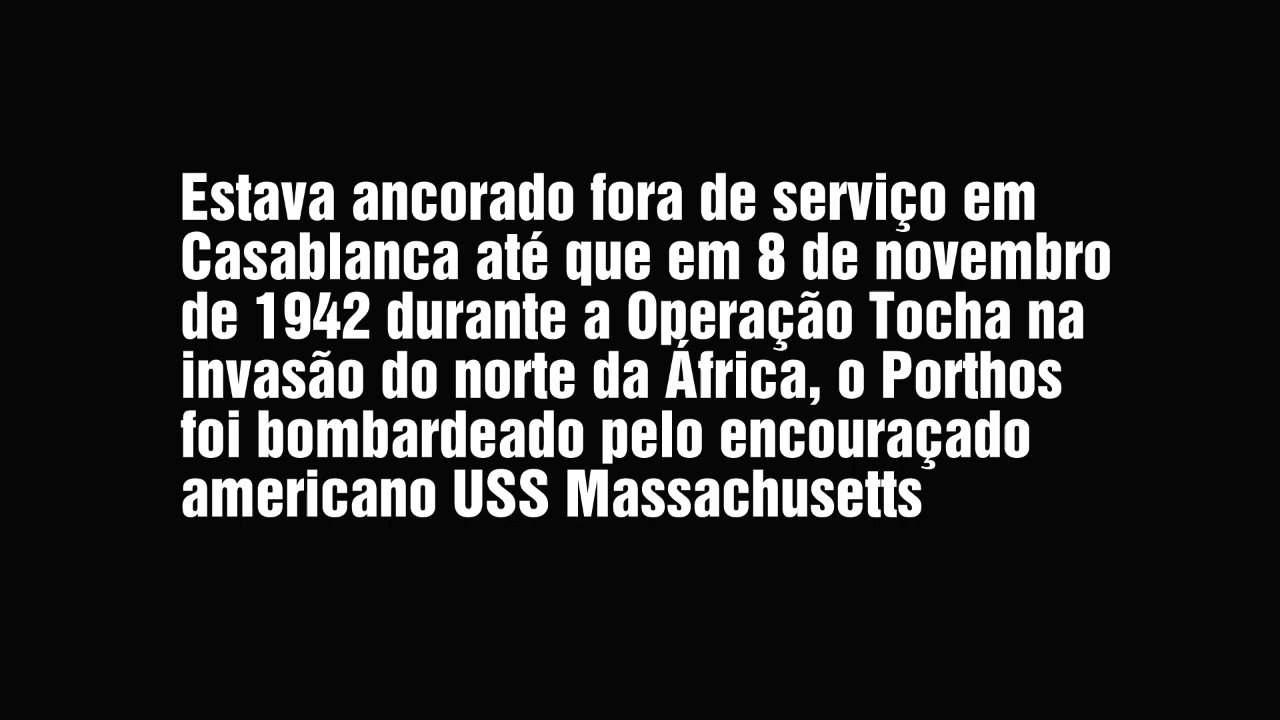 Estava ancorado fora de serviço em
Casablanca até que em 8 de novembro
de 1942 durante a Operação Tocha na
invasão do norte da África, o Porthos
foi bombardeado pelo encouraçado
americano USS Massachusetts